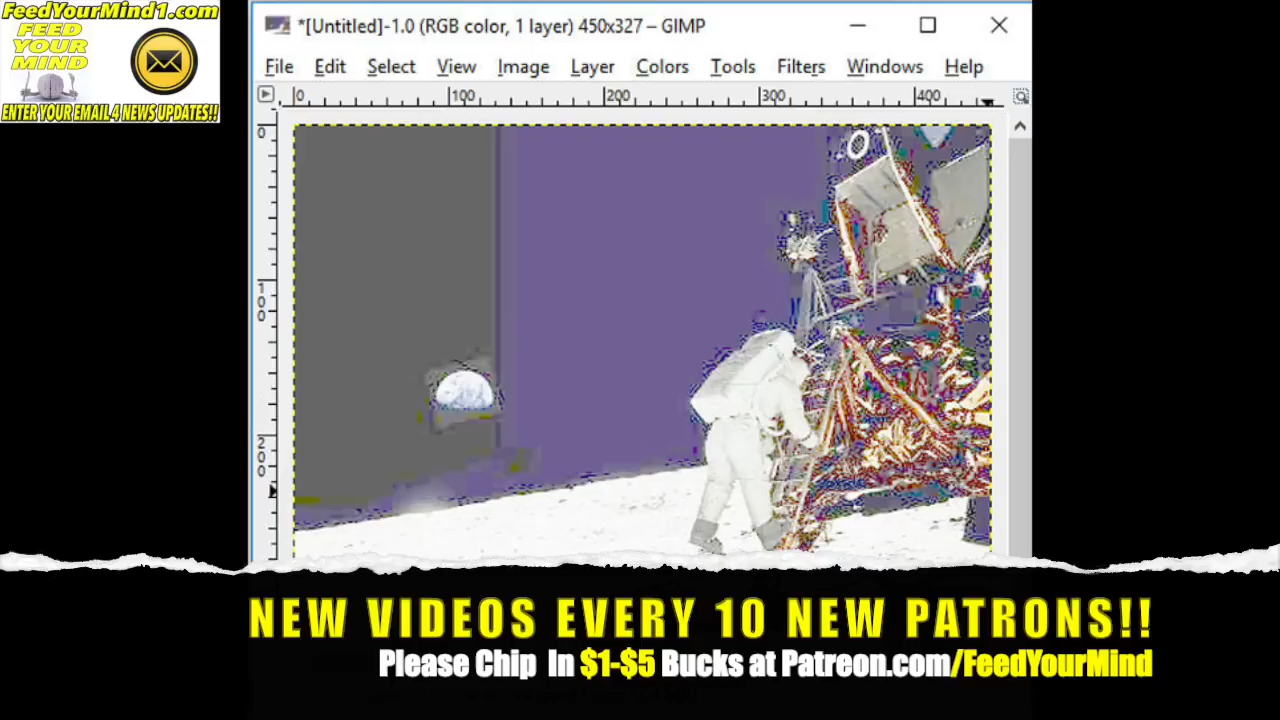 FeedYourMind1.com
FEED
YOUR
MIND
ENTER YOUR EMAIL 4 NEWS UPDATES!!
*[Untitled]-1.0 (RGB color, 1 layer) 450x327 – GIMP
File Edit Select View Image Layer Colors Tools Filters Windows Help
0 100 200 300 400
0
100
200
NEW VIDEOS EVERY 10 NEW PATRONS!!
Please Chip In $1-$5 Bucks at Patreon.com/FeedYourMind